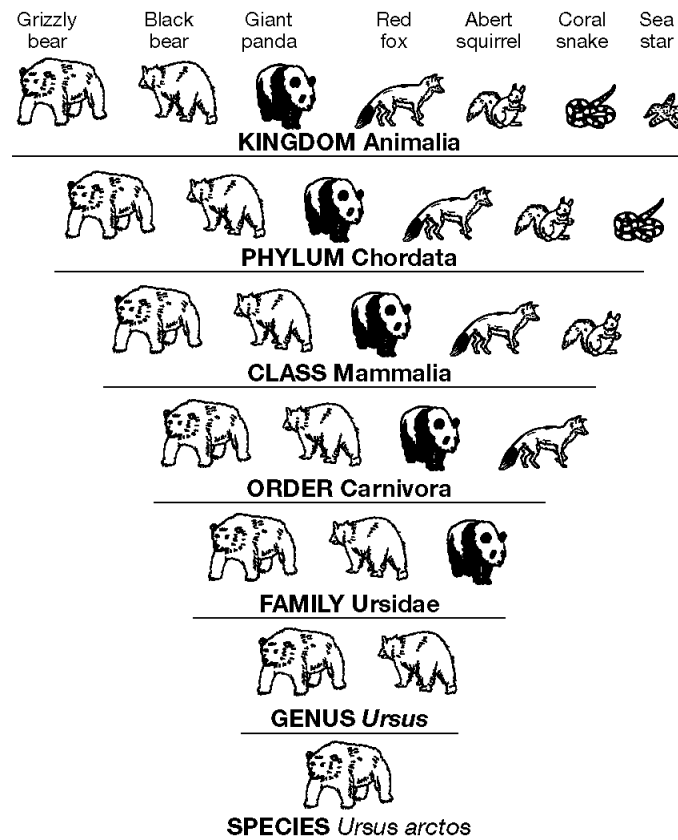 Grizzly bear
Black bear
Giant panda
Red fox
Abert squirrel
Coral snake
Sea star
KINGDOM Animalia
PHYLUM Chordata
CLASS Mammalia
ORDER Carnivora
FAMILY Ursidae
GENUS Ursus
SPECIES Ursus arctos